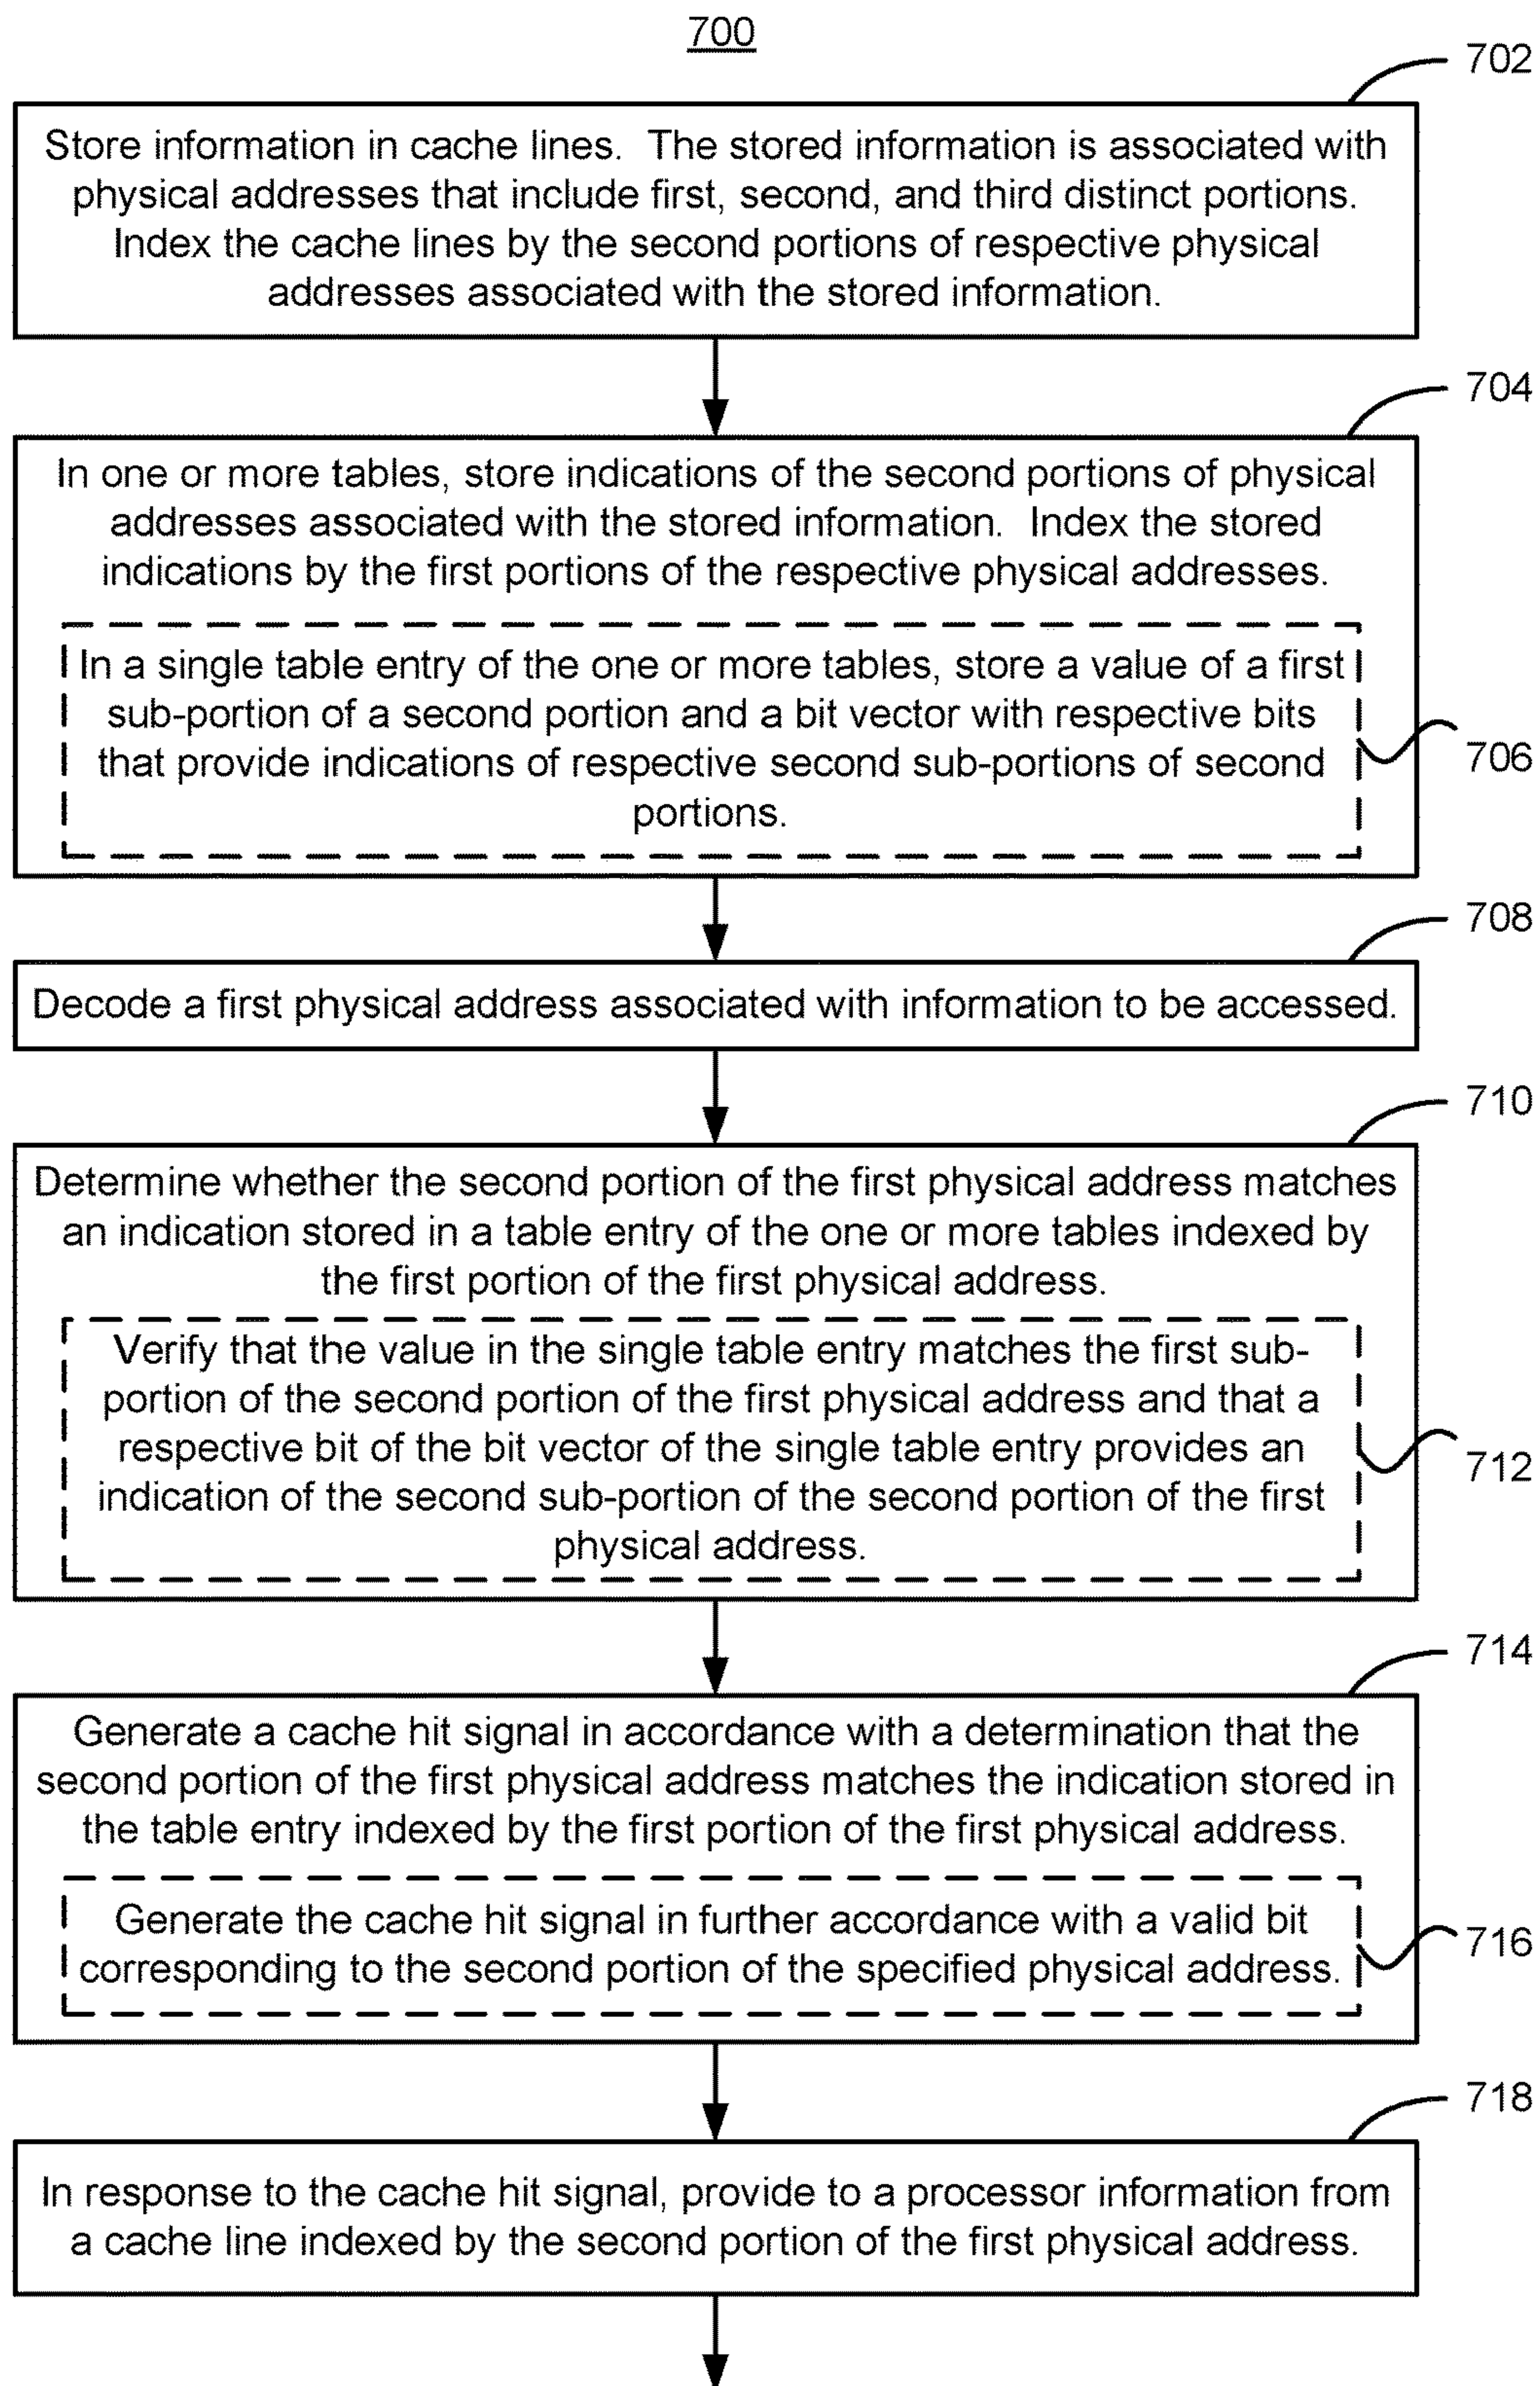 700
702
Store information in cache lines. The stored information is associated with
physical addresses that include first, second, and third distinct portions.
Index the cache lines by the second portions of respective physical
addresses associated with the stored information.
704
In one or more tables, store indications of the second portions of physical
addresses associated with the stored information. Index the stored
indications by the first portions of the respective physical addresses.
In a single table entry of the one or more tables, store a value of a first
sub-portion of a second portion and a bit vector with respective bits
that provide indications of respective second sub-portions of second
portions.
706
708
Decode a first physical address associated with information to be accessed.
710
Determine whether the second portion of the first physical address matches
an indication stored in a table entry of the one or more tables indexed by
the first portion of the first physical address.
Verify that the value in the single table entry matches the first sub-
portion of the second portion of the first physical address and that a
respective bit of the bit vector of the single table entry provides an
indication of the second sub-portion of the second portion of the first
physical address.
712
714
Generate a cache hit signal in accordance with a determination that the
second portion of the first physical address matches the indication stored in
the table entry indexed by the first portion of the first physical address.
Generate the cache hit signal in further accordance with a valid bit
corresponding to the second portion of the specified physical address.
716
718
In response to the cache hit signal, provide to a processor information from
a cache line indexed by the second portion of the first physical address.